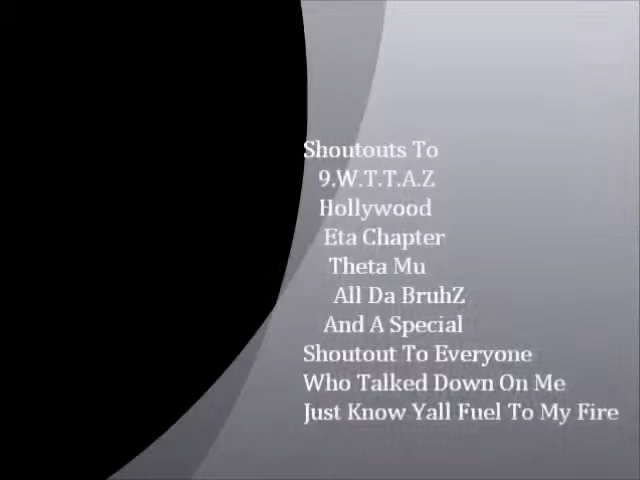 Shoutouts To
9.W.T.T.A.Z
Hollywood
Eta Chapter
Theta Mu
All Da BruhZ
And A Special
Shoutout To Everyone
Who Talked Down On Me
Just Know Yall Fuel To My Fire